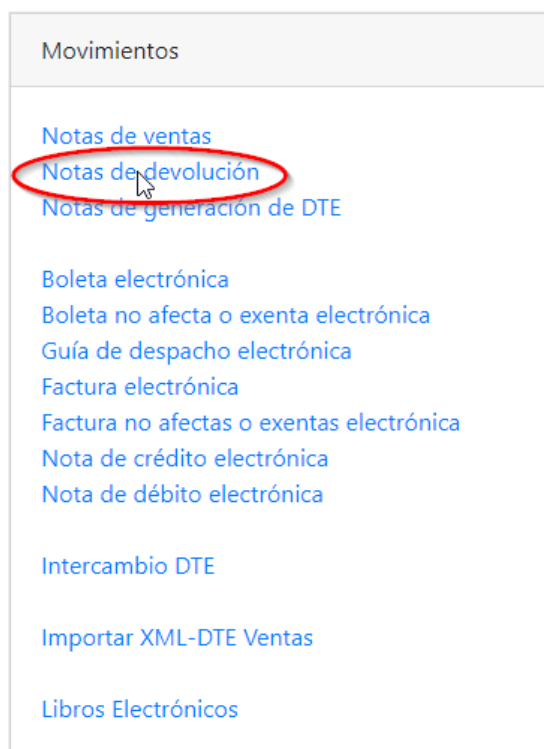 Movimientos
Notas de ventas
Notas de devolución
Notas de generación de DTE
Boleta electrónica
Boleta no afecta o exenta electrónica
Guía de despacho electrónica
Factura electrónica
Factura no afectas o exentas electrónica
Nota de crédito electrónica
Nota de débito electrónica
Intercambio DTE
Importar XML-DTE Ventas
Libros Electrónicos